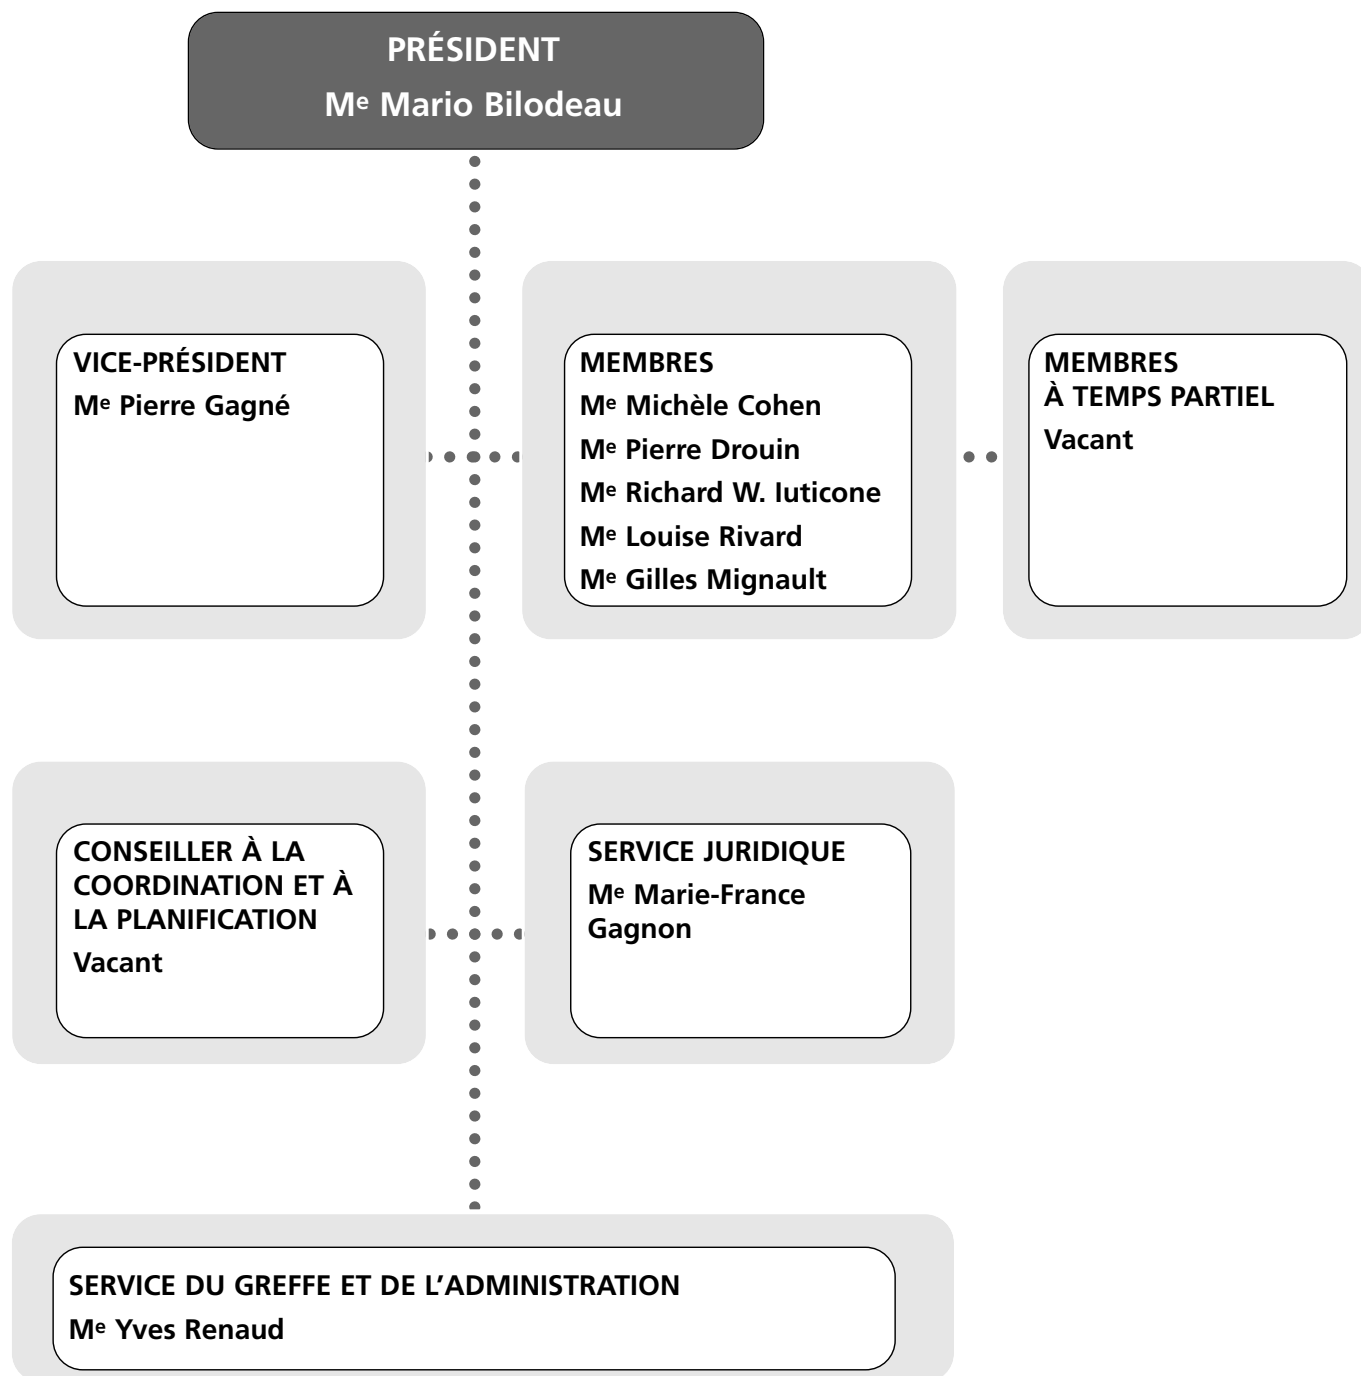 PRÉSIDENT
Me Mario Bilodeau
VICE-PRÉSIDENT
Me Pierre Gagné
MEMBRES
Me Michèle Cohen
Me Pierre Drouin
Me Richard W. Iuticone
Me Louise Rivard
Me Gilles Mignault
MEMBRES
À TEMPS PARTIEL
Vacant
CONSEILLER À LA
COORDINATION ET À
LA PLANIFICATION
Vacant
SERVICE JURIDIQUE
Me Marie-France
Gagnon
SERVICE DU GREFFE ET DE L’ADMINISTRATION
Me Yves Renaud